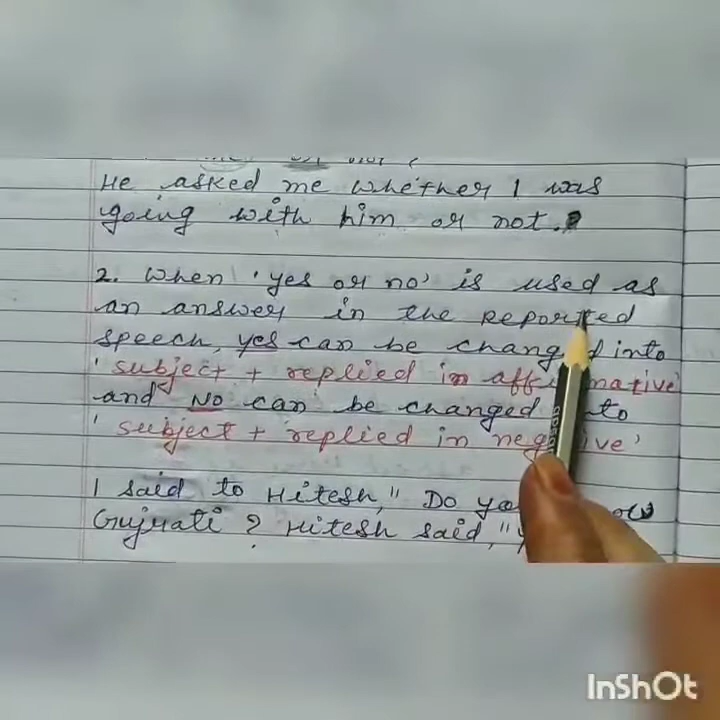 He asked me whether I was
going with him or not.
2. When 'yes or no' is used as
an answer in the Reported
speech, yes can be changed into
'subject + replied in affirmative'
and No can be changed into
'subject + replied in negative'
I said to Hitesh, " Do you know
Gujrati ? Hitesh said, "
InShOt